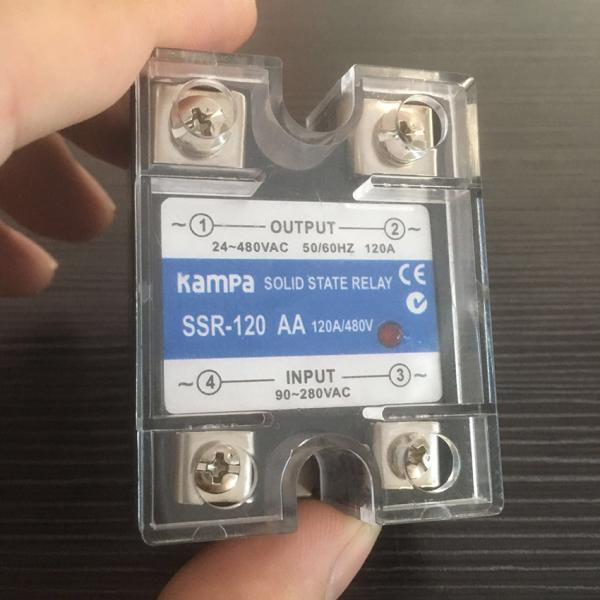 ~ ① OUTPUT ② ~
24~480VAC 50/60HZ 120A
Kampa SOLID STATE RELAY CE
SSR-120 AA 120A/480V
~ ④ INPUT ③ ~
90~280VAC